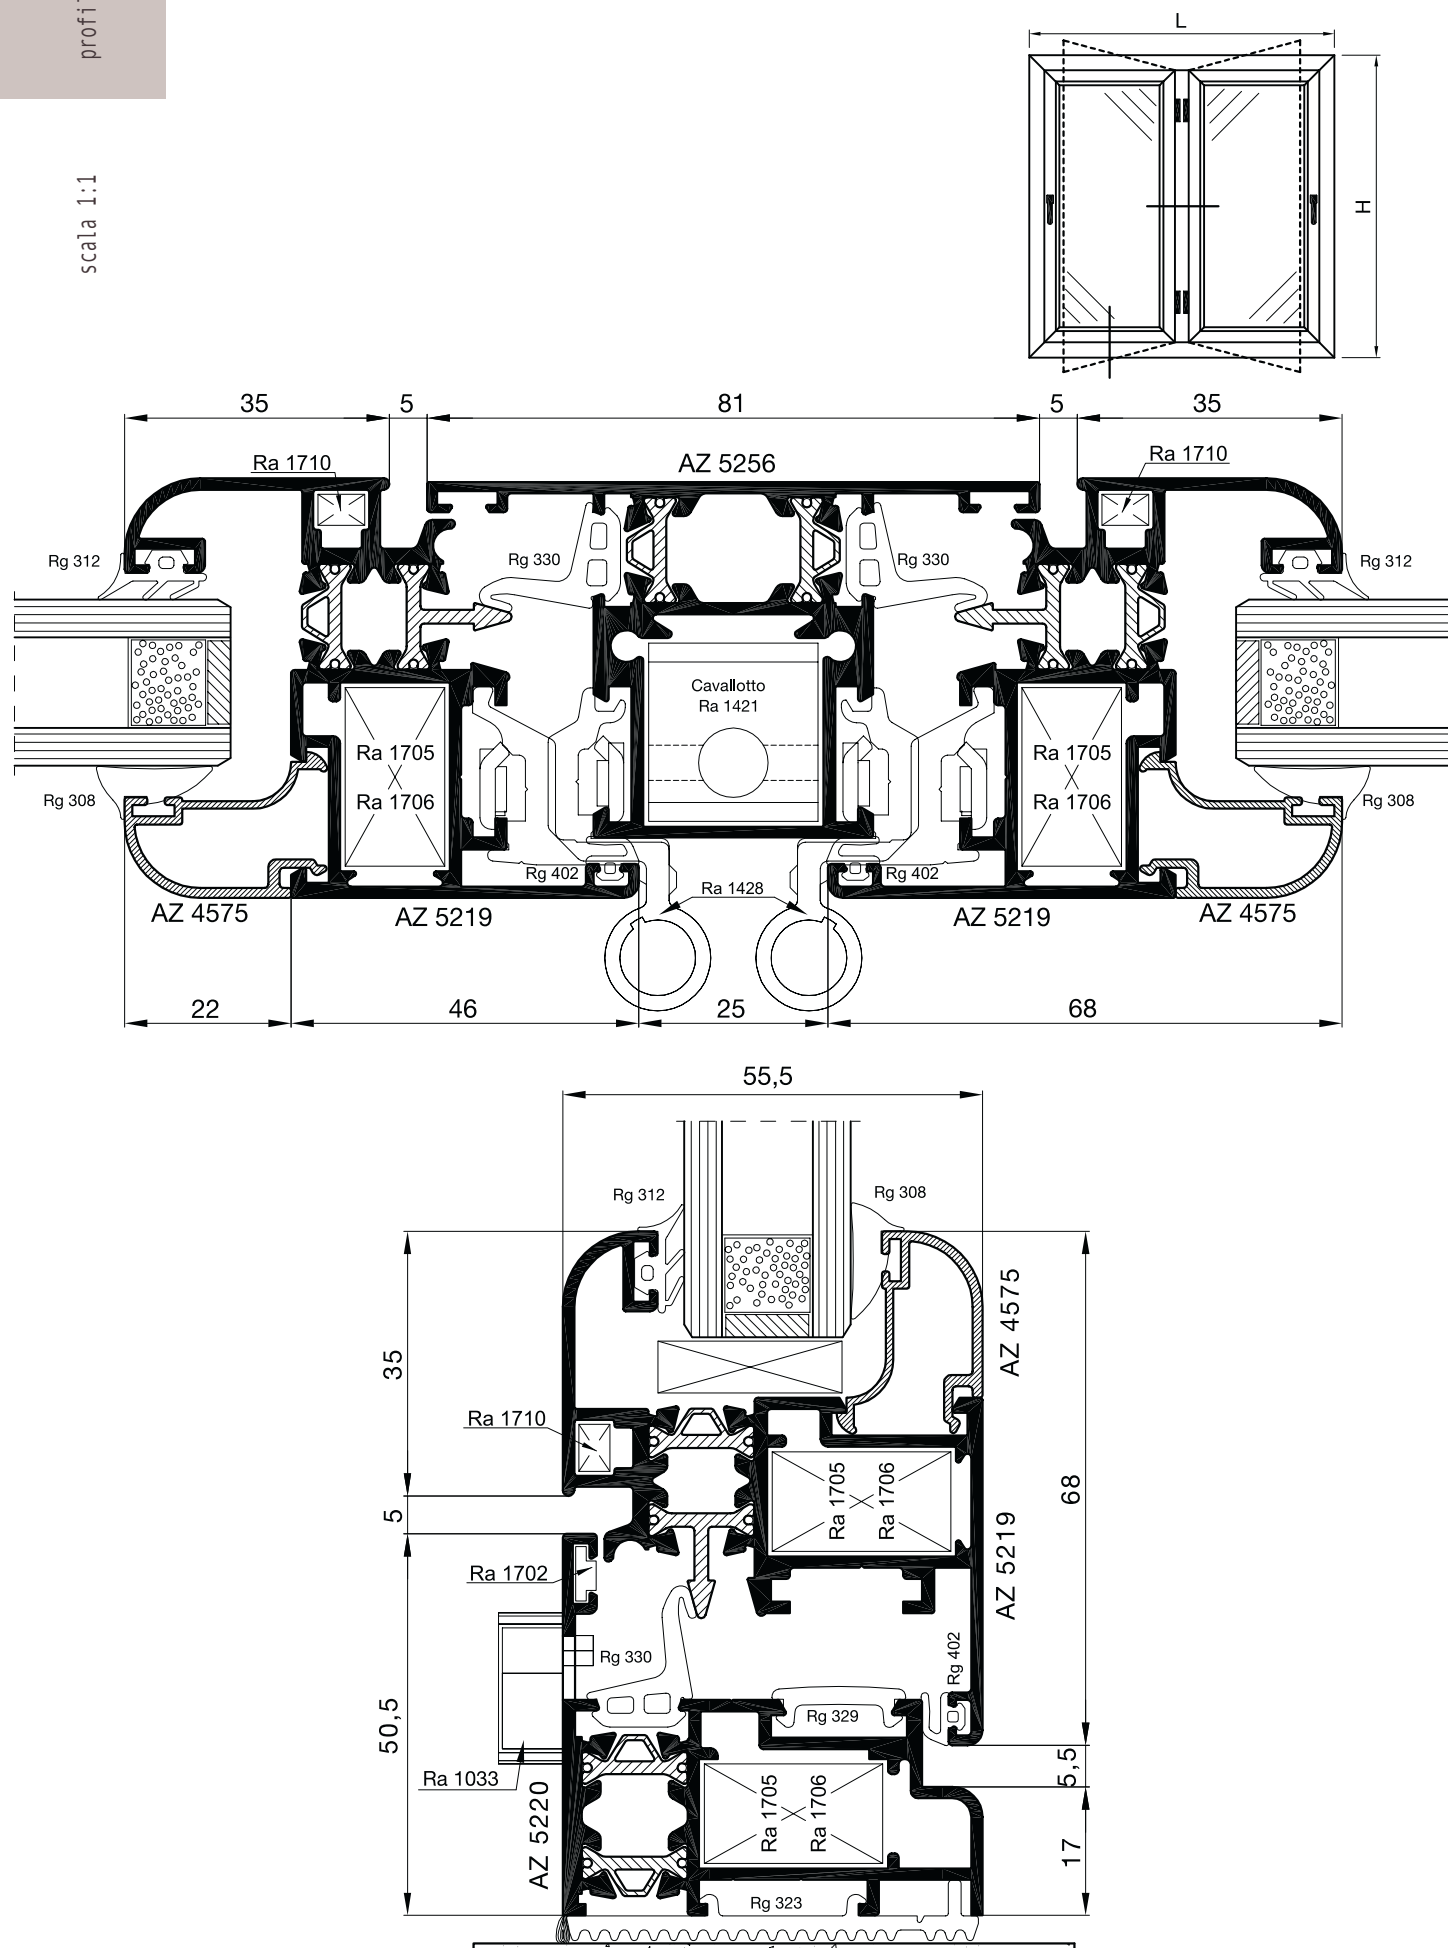 profi
scala 1:1
L
H
35
5
81
5
35
AZ 5256
Ra 1710
Ra 1710
Rg 312
Rg 330
Rg 330
Rg 312
Cavallotto
Ra 1421
Ra 1705
Ra 1706
Ra 1705
Ra 1706
Rg 308
Rg 308
Rg 402
Ra 1428
Rg 402
AZ 4575
AZ 5219
AZ 5219
AZ 4575
22
46
25
68
55,5
Rg 312
Rg 308
35
AZ 4575
Ra 1710
Ra 1705
Ra 1706
68
5
AZ 5219
Ra 1702
Rg 330
Rg 402
50,5
Rg 329
5,5
Ra 1033
AZ 5220
Ra 1705
Ra 1706
17
Rg 323